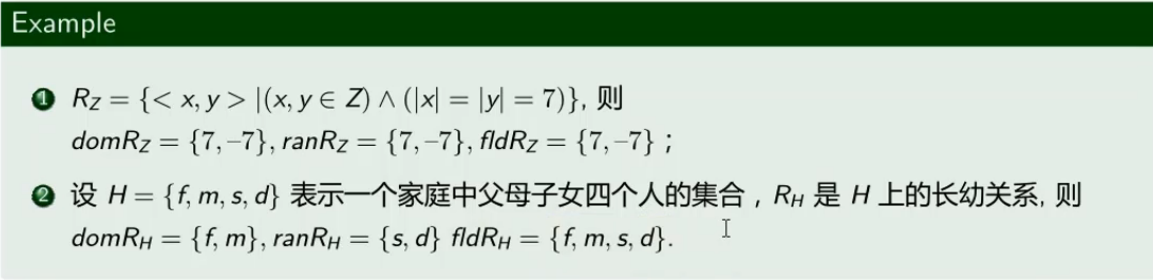 Example
1 R_Z = {< x, y > |(x, y ∈ Z) ∧ (|x| = |y| = 7)}, 则
domR_Z = {7, –7}, ranR_Z = {7, –7}, fldR_Z = {7, –7} ;
2 设 H = {f, m, s, d} 表示一个家庭中父母子女四个人的集合 , R_H 是 H 上的长幼关系, 则
domR_H = {f, m}, ranR_H = {s, d} fldR_H = {f, m, s, d}.